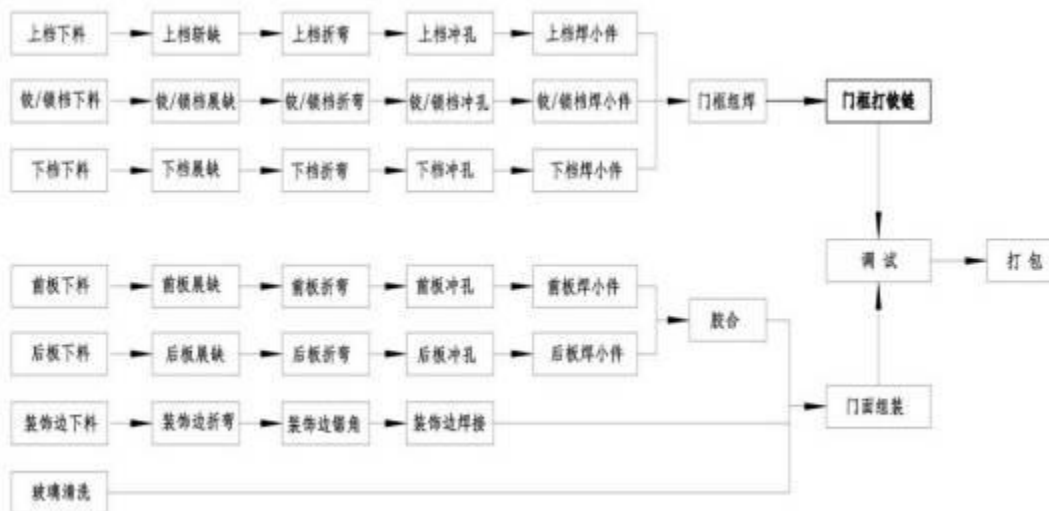 上档下料
上档斩缺
上档折弯
上档冲孔
上档焊小件
铰/锁档下料
铰/锁档晨缺
铰/锁档折弯
铰/锁档冲孔
铰/锁档焊小件
门框组焊
门框打铰链
下档下料
下档晨缺
下档折弯
下档冲孔
下档焊小件
调试
打包
前板下料
前板晨缺
前板折弯
前板冲孔
前板焊小件
胶合
后板下料
后板晨缺
后板折弯
后板冲孔
后板焊小件
门面组装
装饰边下料
装饰边折弯
装饰边锯角
装饰边焊接
玻璃清洗